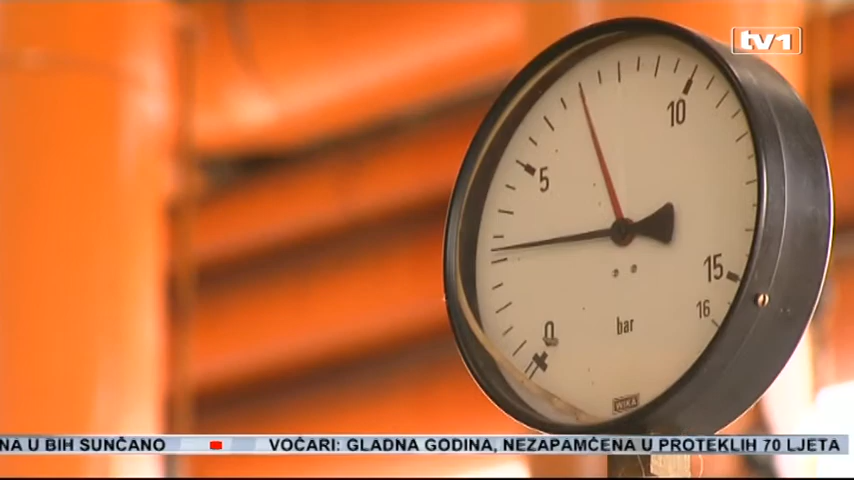 tv1
10
5
15
16
0
bar
WIKA
NA U BIH SUNČANO VOĆARI: GLADNA GODINA, NEZAPAMĆENA U PROTEKLIH 70 LJETA